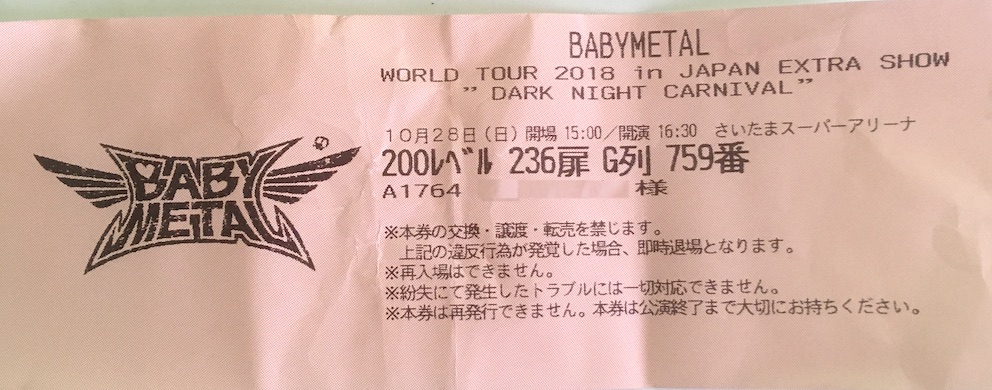 BABY
METAL
BABYMETAL
WORLD TOUR 2018 in JAPAN EXTRA SHOW
” DARK NIGHT CARNIVAL”
10月28日(日) 開場 15:00／開演 16:30 さいたまスーパーアリーナ
200ﾚﾍﾞﾙ 236扉 G列 759番
A1764 様
※本券の交換・譲渡・転売を禁じます。
上記の違反行為が発覚した場合、即時退場となります。
※再入場はできません。
※紛失にて発生したトラブルには一切対応できません。
※本券は再発行できません。本券は公演終了まで大切にお持ちください。